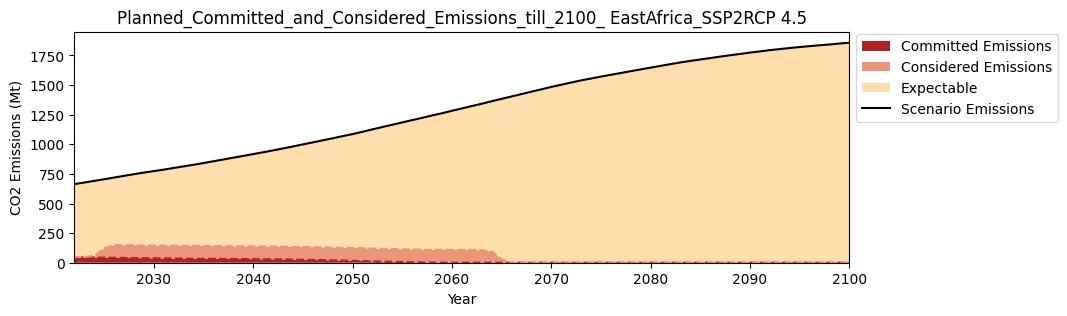 Planned_Committed_and_Considered_Emissions_till_2100_ EastAfrica_SSP2RCP 4.5
CO2 Emissions (Mt)
1750
1500
1250
1000
750
500
250
0
2030 2040 2050 2060 2070 2080 2090 2100
Year
Committed Emissions
Considered Emissions
Expectable
Scenario Emissions